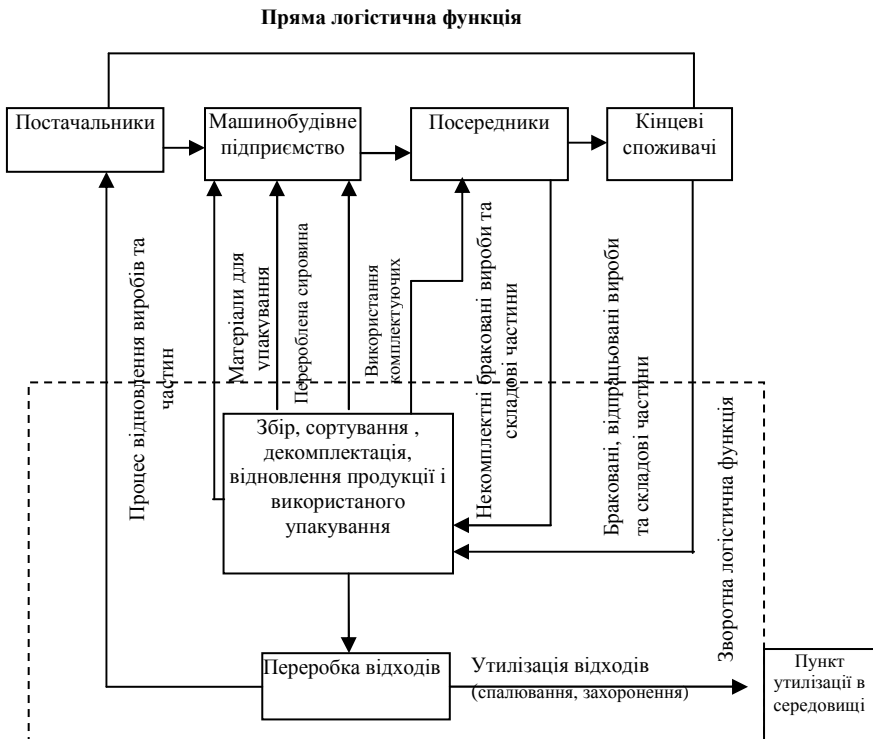 Пряма логістична функція
Постачальники
Машинобудівне
підприємство
Посередники
Кінцеві
споживачі
Процес відновлення виробів та
частин
Матеріали для
упакування
Перероблена сировина
Використання
комплектуючих
Некомплектні браковані вироби та
складові частини
Браковані, відпрацьовані вироби
та складові частини
Зворотна логістична функція
Збір, сортування ,
декомплектація,
відновлення продукції і
використаного
упакування
Переробка відходів
Утилізація відходів
(спалювання, захоронення)
Пункт
утилізації в
середовищі